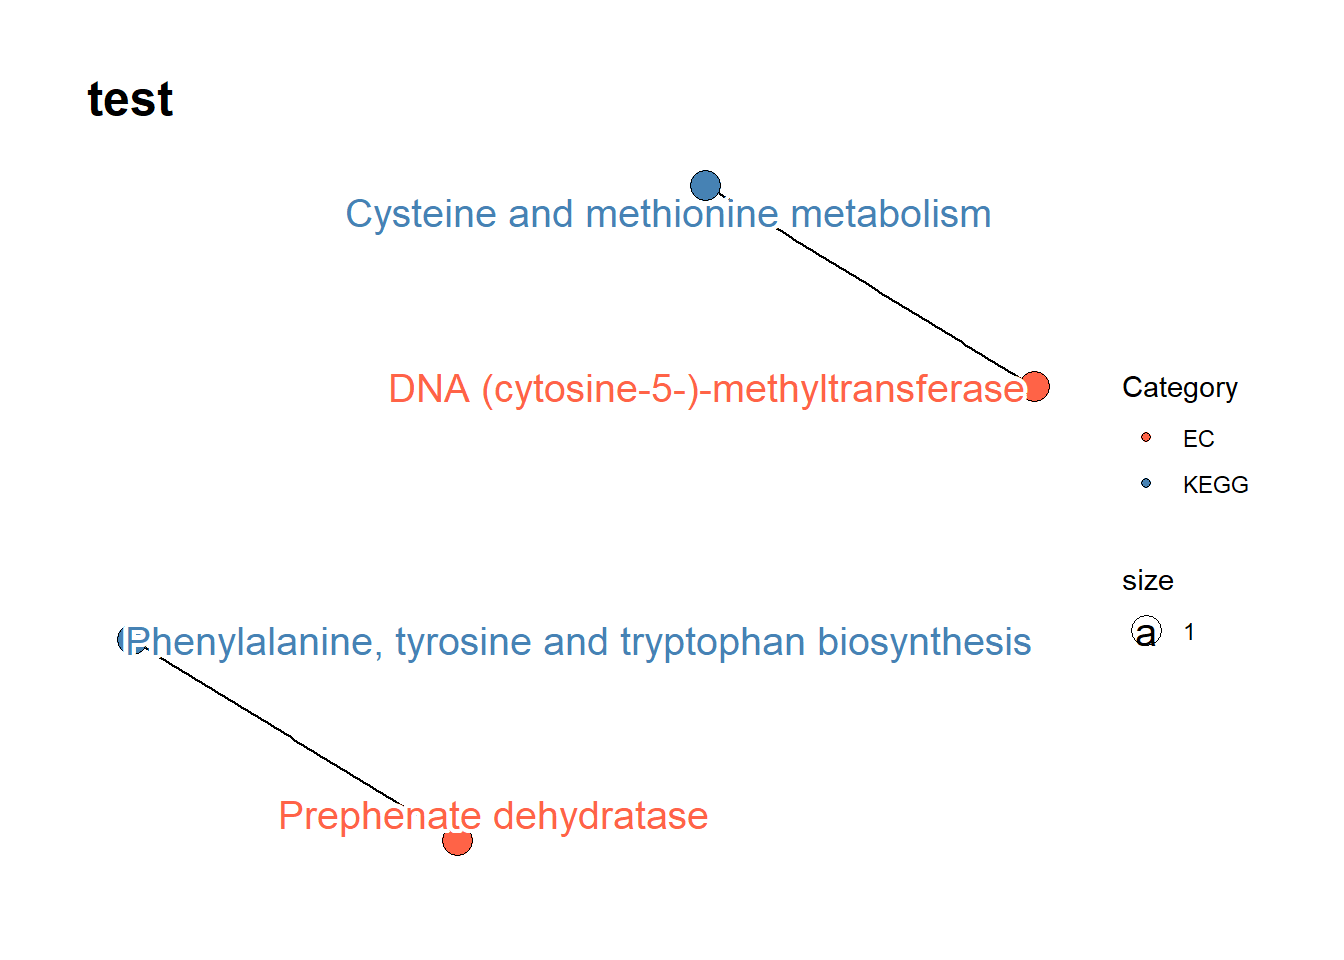 test
Cysteine and methionine metabolism
DNA (cytosine-5-)-methyltransferase
Category
EC
KEGG
size
a 1
Phenylalanine, tyrosine and tryptophan biosynthesis
Prephenate dehydratase